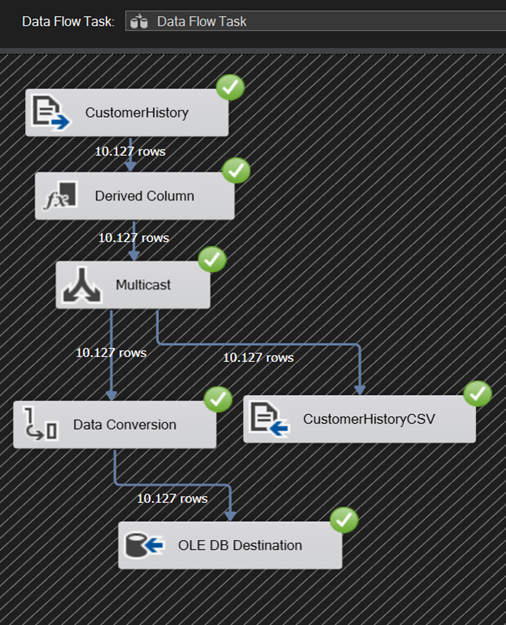 Data Flow Task: Data Flow Task
CustomerHistory
10.127 rows
fx Derived Column
10.127 rows
Multicast
10.127 rows
10.127 rows
Data Conversion
CustomerHistoryCSV
10.127 rows
OLE DB Destination